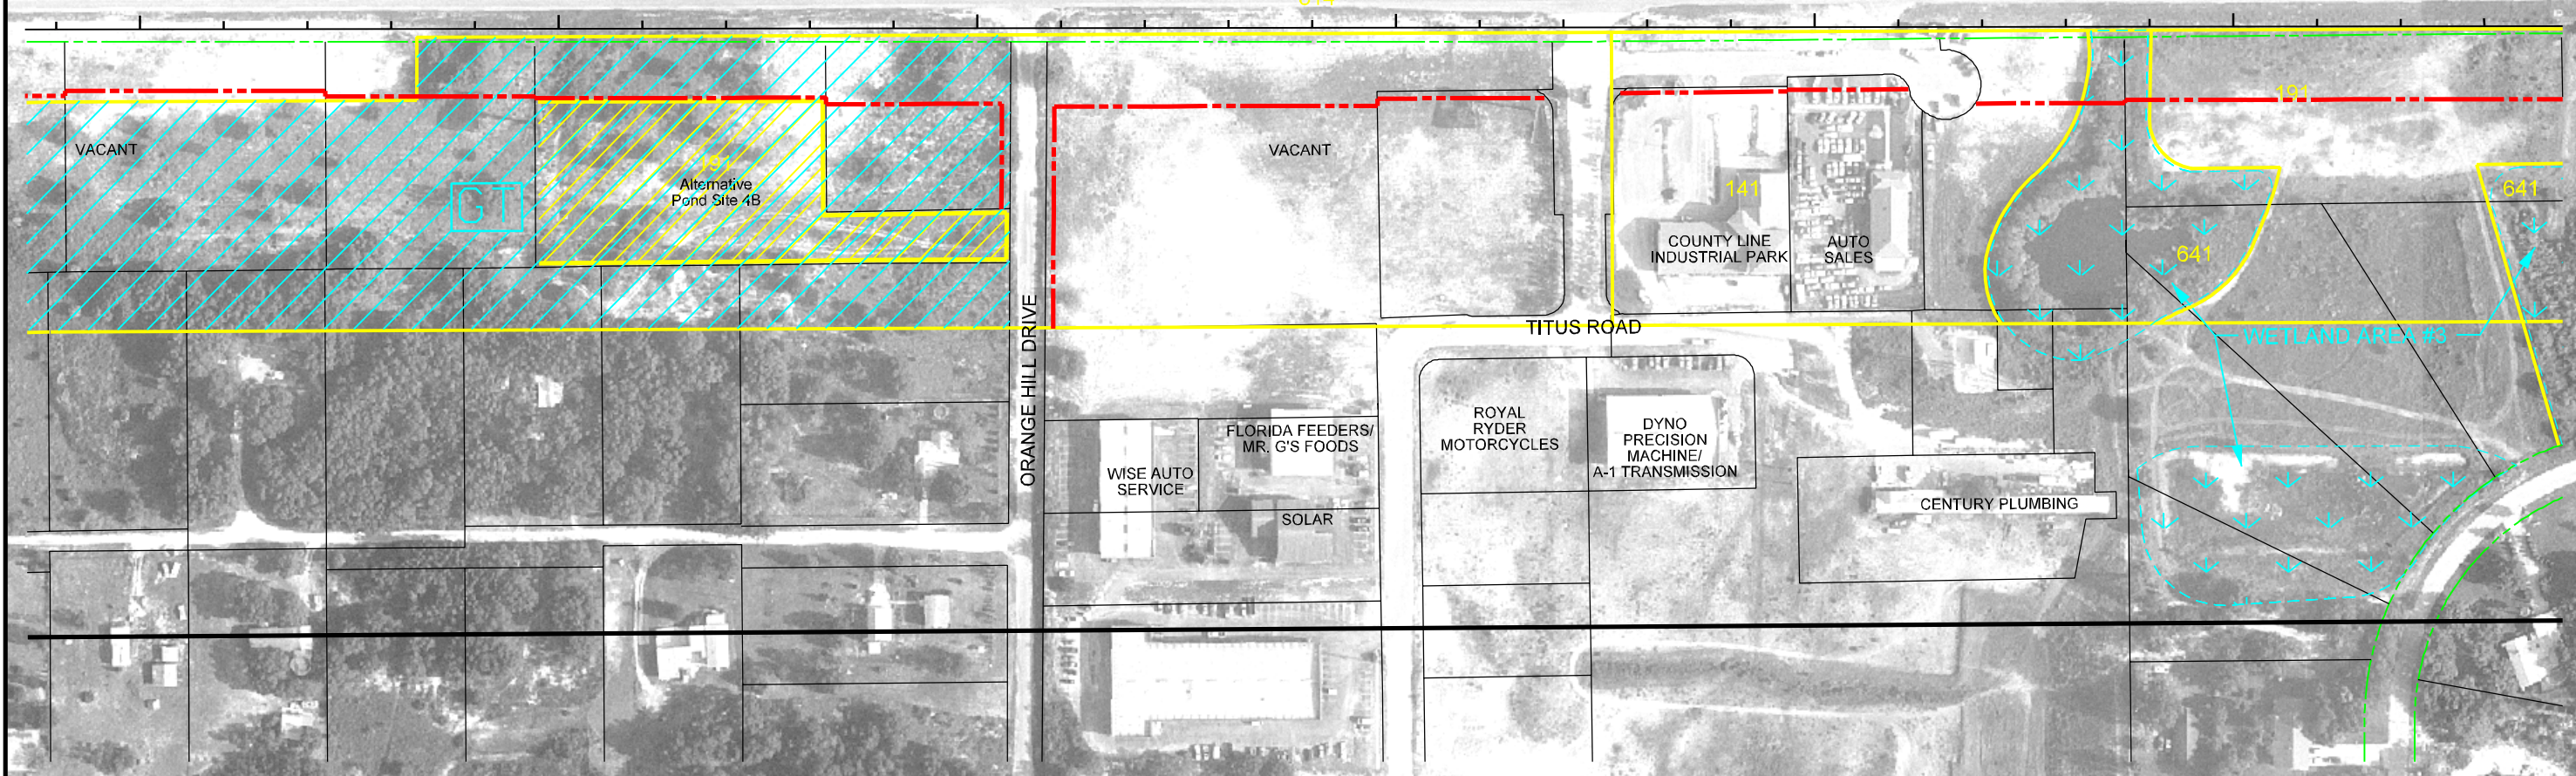 814
VACANT
191
Alternative
Pond Site 4B
GT
ORANGE HILL DRIVE
VACANT
TITUS ROAD
141
COUNTY LINE
INDUSTRIAL PARK
AUTO
SALES
191
641
641
WETLAND AREA #3
WISE AUTO
SERVICE
FLORIDA FEEDERS/
MR. G'S FOODS
SOLAR
ROYAL
RYDER
MOTORCYCLES
DYNO
PRECISION
MACHINE/
A-1 TRANSMISSION
CENTURY PLUMBING